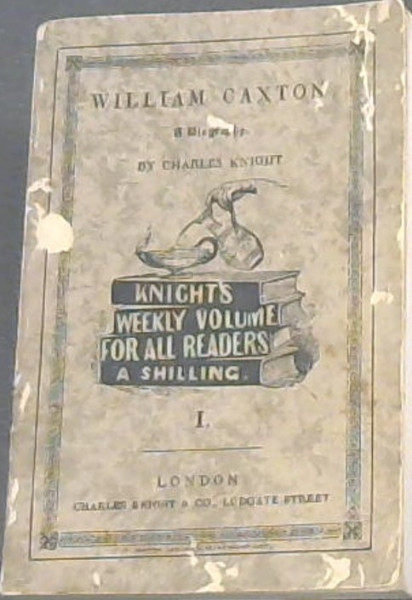 WILLIAM CAXTON
A Biography.
BY CHARLES KNIGHT
KNIGHT'S
WEEKLY VOLUME
FOR ALL READERS
A SHILLING.
I.
LONDON
CHARLES KNIGHT & CO., LUDGATE STREET